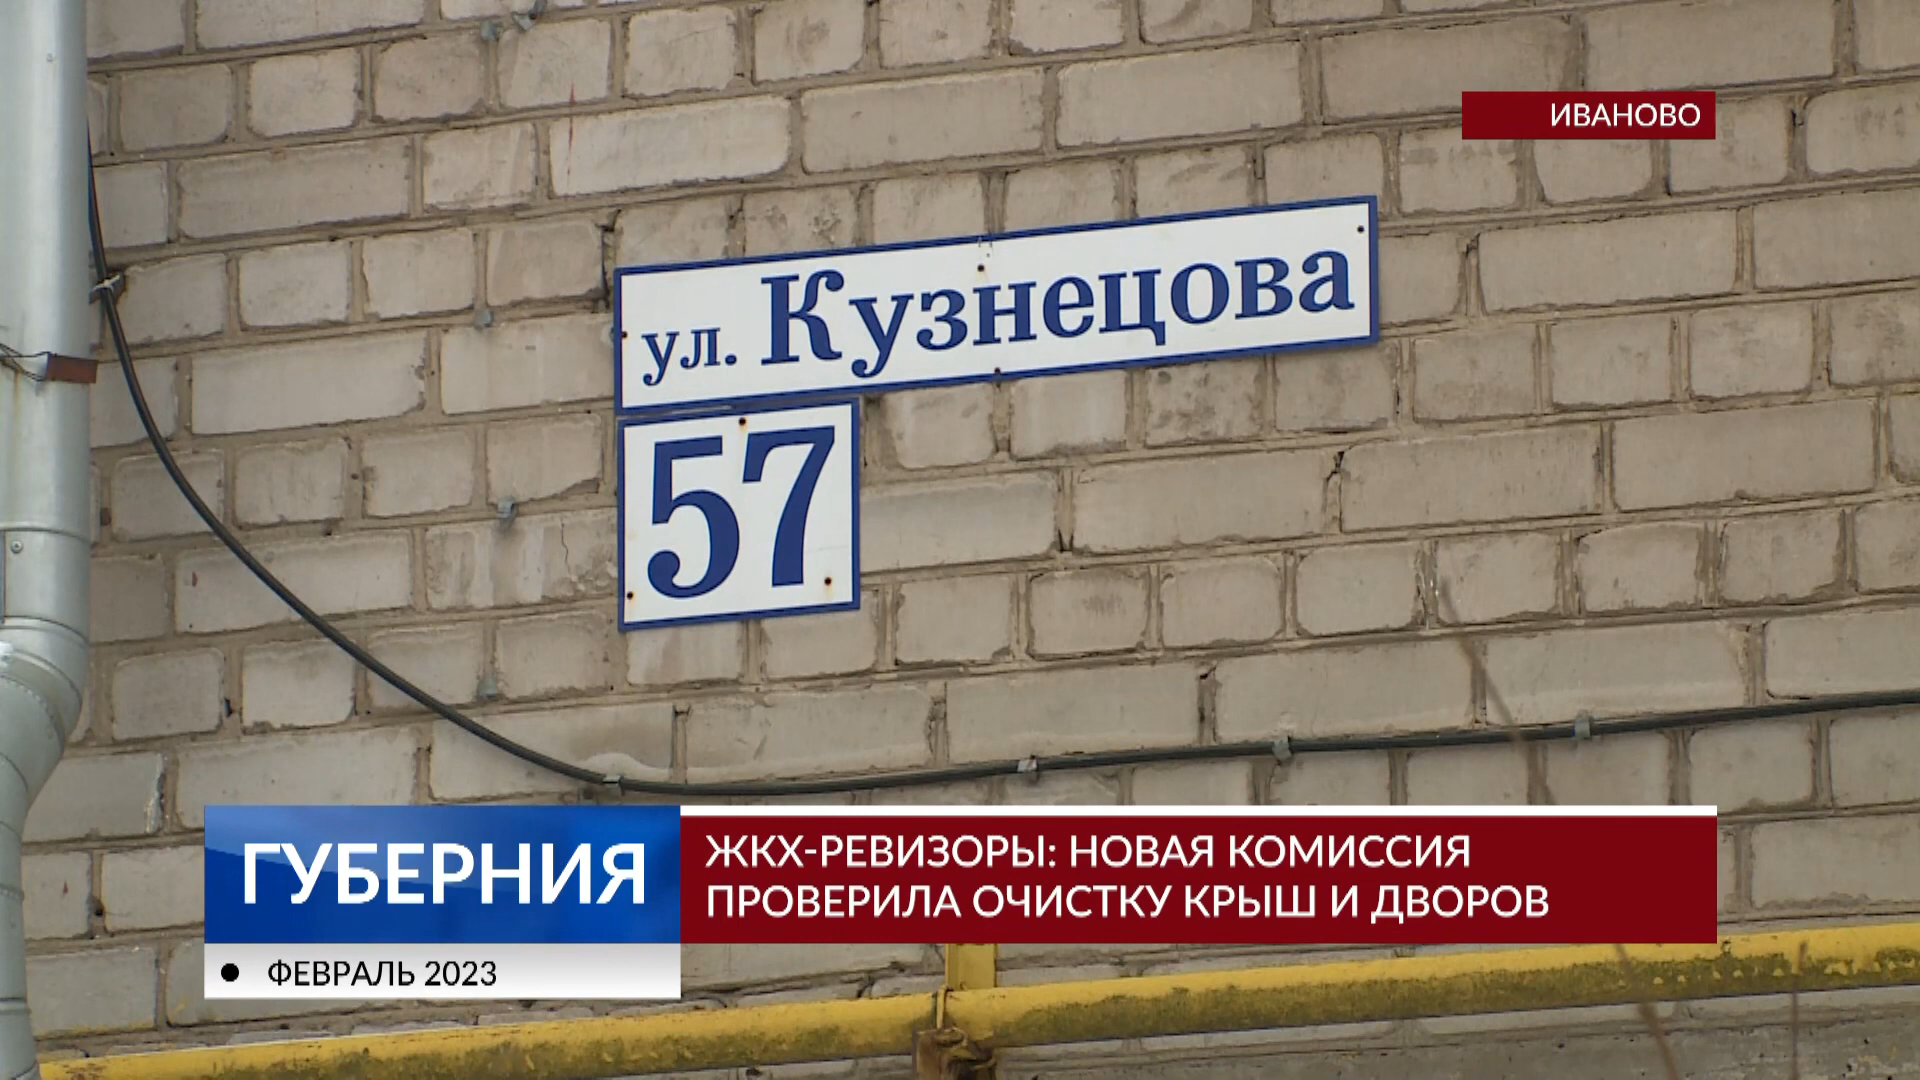 ИВАНОВО
ул. Кузнецова
57
ГУБЕРНИЯ
ЖКХ-РЕВИЗОРЫ: НОВАЯ КОМИССИЯ
ПРОВЕРИЛА ОЧИСТКУ КРЫШ И ДВОРОВ
ФЕВРАЛЬ 2023